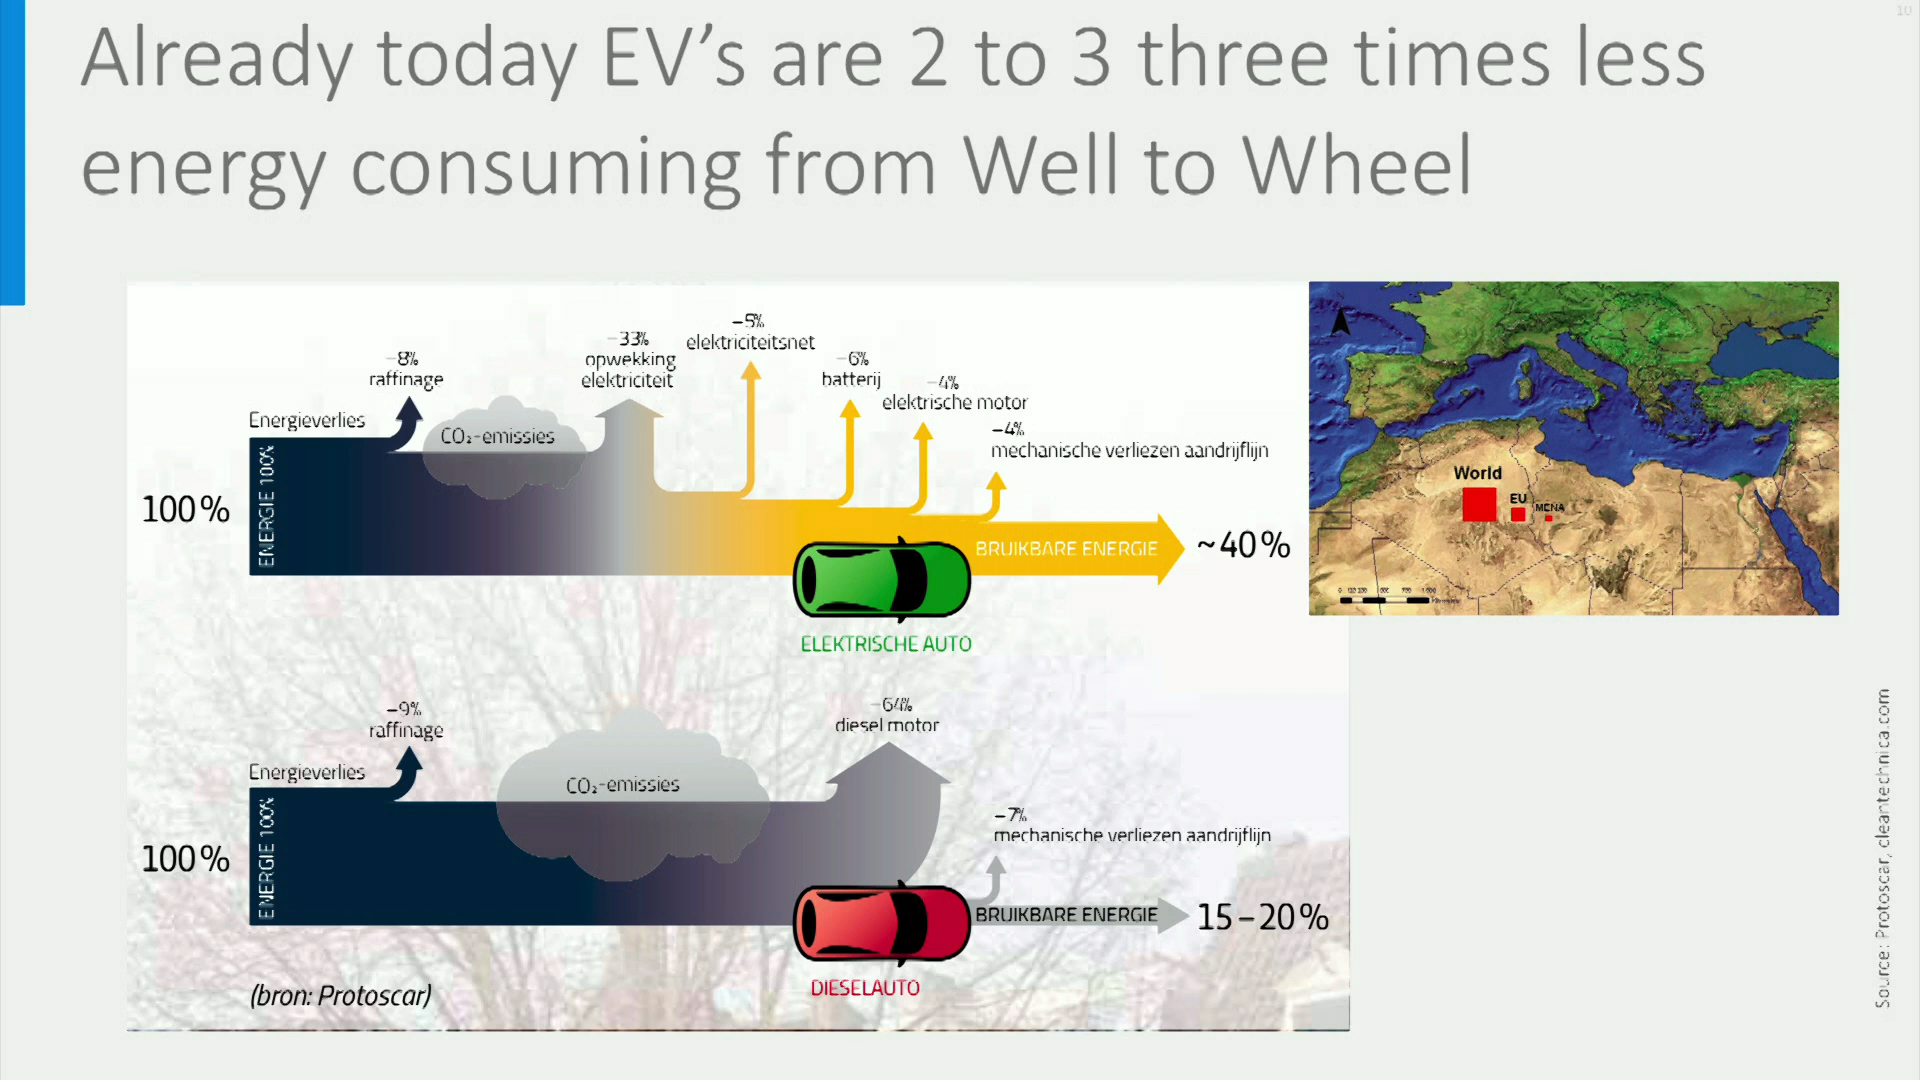 10
Already today EV's are 2 to 3 three times less
energy consuming from Well to Wheel
-8%
raffinage
-33%
opwekking
elektriciteit
-5%
elektriciteitsnet
-6%
batterij
-4%
elektrische motor
-4%
mechanische verliezen aandrijflijn
Energieverlies
CO₂-emissies
100%
ENERGIE 100%
BRUIKBARE ENERGIE
~40%
ELEKTRISCHE AUTO
World
EU
MENA
-9%
raffinage
-64%
diesel motor
Energieverlies
CO₂-emissies
-7%
mechanische verliezen aandrijflijn
100%
ENERGIE 100%
BRUIKBARE ENERGIE
15–20%
DIESELAUTO
(bron: Protoscar)
Source: Protoscar, cleantechnica.com